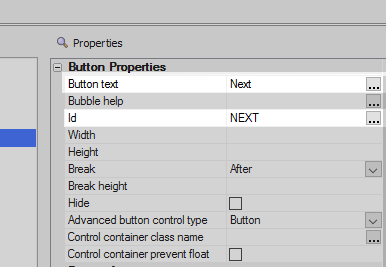 Properties
Button Properties
Button text Next ...
Bubble help ...
Id NEXT ...
Width
Height
Break After
Break height
Hide
Advanced button control type Button
Control container class name ...
Control container prevent float